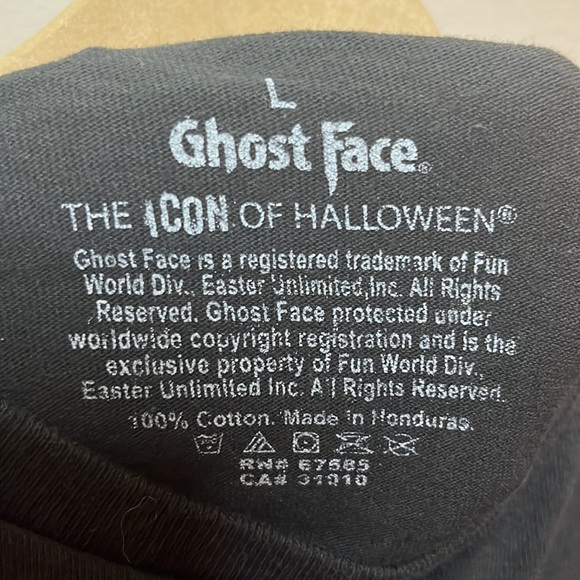 L
Ghost Face®
THE ICON OF HALLOWEEN®
Ghost Face is a registered trademark of Fun
World Div., Easter Unlimited, Inc. All Rights
Reserved. Ghost Face protected under
worldwide copyright registration and is the
exclusive property of Fun World Div.,
Easter Unlimited Inc. All Rights Reserved.
100% Cotton. Made in Honduras.
RN# 67585
CA# 31010